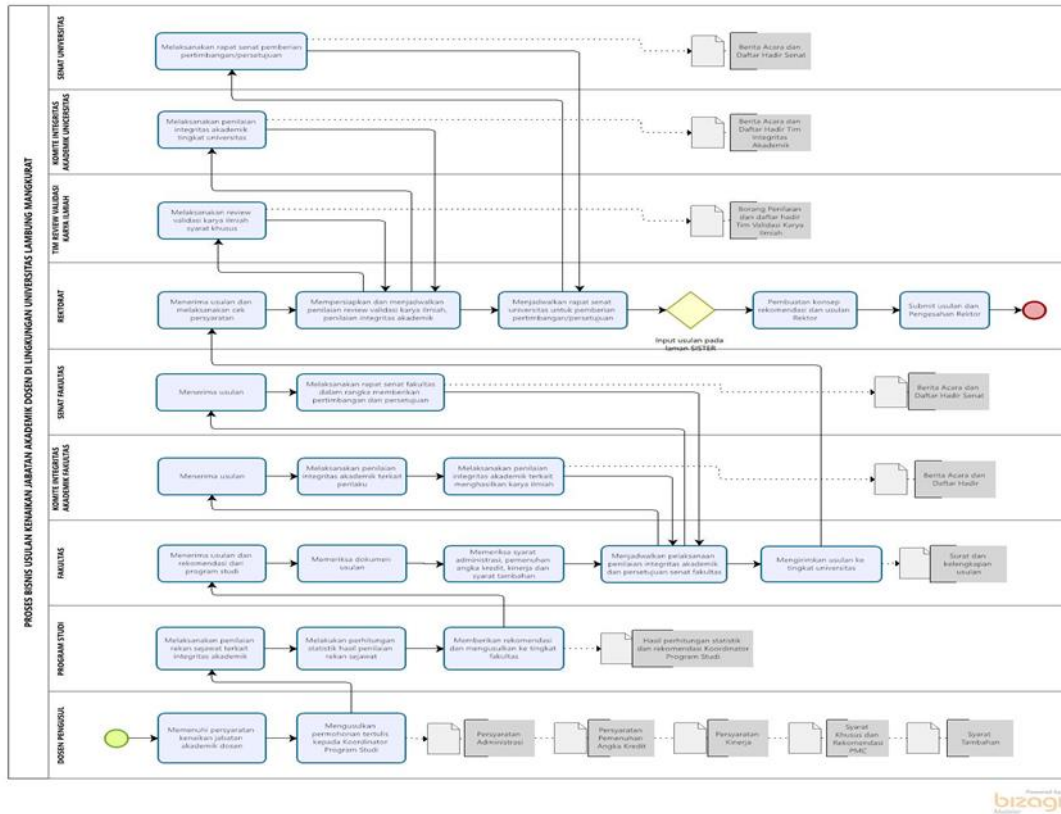 PROSES BISNIS USULAN KENAIKAN JABATAN AKADEMIK DOSEN DI LINGKUNGAN UNIVERSITAS LAMBUNG MANGKURAT
SENAT UNIVERSITAS
Melaksanakan rapat senat pemberian
pertimbangan/persetujuan
Berita Acara dan
Daftar Hadir Senat
KOMITE INTEGRITAS
AKADEMIK UNICERSITAS
Melaksanakan penilaian
integritas akademik
tingkat universitas
Berita Acara dan
Daftar Hadir Tim
Integritas
Akademik
TIM REVIEW VALIDASI
KARYA ILMIAH
Melaksanakan review
validasi karya ilmiah
syarat khusus
Borang Penilaian
dan daftar hadir
Tim Validasi Karya
Ilmiah
REKTORAT
Menerima usulan dan
melaksanakan cek
persyaratan
Mempersiapkan dan menjadwalkan
penilaian review validasi karya ilmiah,
penilaian integritas akademik
Menjadwalkan rapat senat
universitas untuk pemberian
pertimbangan/persetujuan
Input usulan pada
laman SISTER
Pembuatan konsep
rekomendasi dan usulan
Rektor
Submit usulan dan
Pengesahan Rektor
SENAT FAKULTAS
Menerima usulan
Melaksanakan rapat senat fakultas
dalam rangka memberikan
pertimbangan dan persetujuan
Berita Acara dan
Daftar Hadir Senat
KOMITE INTEGRITAS
AKADEMIK FAKULTAS
Menerima usulan
Melaksanakan penilaian
integritas akademik terkait
perilaku
Melaksanakan penilaian
integritas akademik terkait
menghasilkan karya ilmiah
Berita Acara dan
Daftar Hadir
FAKULTAS
Menerima usulan dan
rekomendasi dari
program studi
Memeriksa dokumen
usulan
Memeriksa syarat
administrasi, pemenuhan
angka kredit, kinerja dan
syarat tambahan
Menjadwalkan pelaksanaan
penilaian integritas akademik
dan persetujuan senat fakultas
Mengirimkan usulan ke
tingkat universitas
Surat dan
kelengkapan
usulan
PROGRAM STUDI
Melaksanakan penilaian
rekan sejawat terkait
integritas akademik
Melakukan perhitungan
statistik hasil penilaian
rekan sejawat
Memberikan rekomendasi
dan mengusulkan ke tingkat
fakultas
Hasil perhitungan statistik
dan rekomendasi Koordinator
Program Studi
DOSEN PENGUSUL
Memenuhi persyaratan
kenaikan jabatan
akademik dosen
Mengusulkan
permohonan tertulis
kepada Koordinator
Program Studi
Persyaratan
Administrasi
Persyaratan
Pemenuhan
Angka Kredit
Persyaratan
Kinerja
Syarat
Khusus dan
Rekomendasi
PMC
Syarat
Tambahan
Powered by
bizagi
Modeler